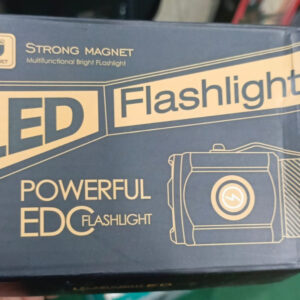 STRONG MAGNET
Multifunctional Bright Flashlight
LED Flashlight
POWERFUL
EDC FLASHLIGHT